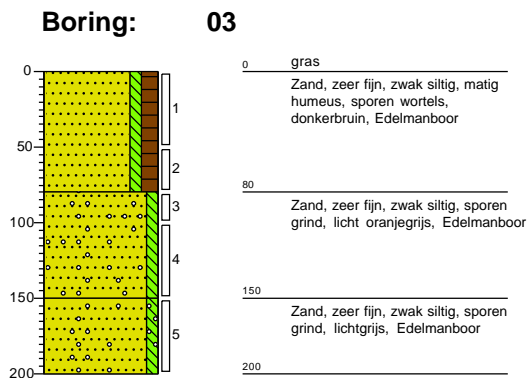 Boring: 03
0
50
100
150
200
1
2
3
4
5
0 gras
Zand, zeer fijn, zwak siltig, matig
humeus, sporen wortels,
donkerbruin, Edelmanboor
80
Zand, zeer fijn, zwak siltig, sporen
grind, licht oranjegrijs, Edelmanboor
150
Zand, zeer fijn, zwak siltig, sporen
grind, lichtgrijs, Edelmanboor
200